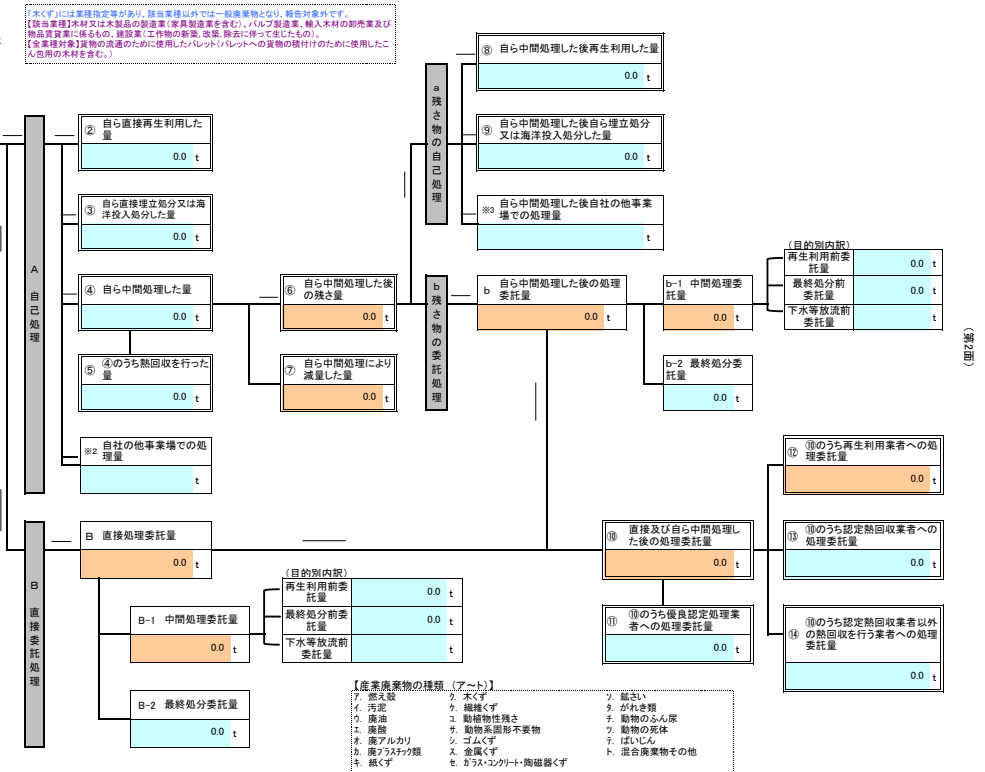 「木くず」には業種指定等があり、該当業種以外では一般廃棄物となり、報告対象外です。
【該当業種】木材又は木製品の製造業（家具製造業を含む）、パルプ製造業、輸入木材の卸売業及び
物品賃貸業に係るもの、建設業（工作物の新築、改築、除去に伴って生じたもの）。
【全業種対象】貨物の流通のために使用したパレット（パレットへの貨物の積付けのために使用したこ
ん包用の木材を含む。）
A 自己処理
② 自ら直接再生利用した
量
0.0 t
③ 自ら直接埋立処分又は海
洋投入処分した量
0.0 t
④ 自ら中間処理した量
0.0 t
⑤ ④のうち熱回収を行った
量
0.0 t
※2 自社の他事業場での処
理量
t
⑥ 自ら中間処理した後
の残さ量
0.0 t
⑦ 自ら中間処理により
減量した量
0.0 t
a 残さ物の自己処理
⑧ 自ら中間処理した後再生利用した量
0.0 t
⑨ 自ら中間処理した後自ら埋立処分
又は海洋投入処分した量
0.0 t
※3 自ら中間処理した後自社の他事業
場での処理量
t
b 残さ物の委託処理
b 自ら中間処理した後の処理
委託量
0.0 t
b-1 中間処理委
託量
0.0 t
b-2 最終処分委
託量
0.0 t
（目的別内訳）
再生利用前委
託量
0.0 t
最終処分前
委託量
0.0 t
下水等放流前
委託量
t
（第2面）
B 直接委託処理
B 直接処理委託量
0.0 t
B-1 中間処理委託量
0.0 t
B-2 最終処分委託量
0.0 t
（目的別内訳）
再生利用前委
託量
0.0 t
最終処分前委
託量
0.0 t
下水等放流前
委託量
t
⑩ 直接及び自ら中間処理し
た後の処理委託量
0.0 t
⑪ ⑩のうち優良認定処理業
者への処理委託量
0.0 t
⑫ ⑩のうち再生利用業者への処
理委託量
0.0 t
⑬ ⑩のうち認定熱回収業者への
処理委託量
0.0 t
⑭ ⑩のうち認定熱回収業者以外
の熱回収を行う業者への処理
委託量
0.0 t
【産業廃棄物の種類 （ア～ト）】
ア. 燃え殻
イ. 汚泥
ウ. 廃油
エ. 廃酸
オ. 廃アルカリ
カ. 廃プラスチック類
キ. 紙くず
ク. 木くず
ケ. 繊維くず
コ. 動植物性残さ
サ. 動物系固形不要物
シ. ゴムくず
ス. 金属くず
セ. ガラス・コンクリート・陶磁器くず
ソ. 鉱さい
タ. がれき類
チ. 動物のふん尿
ツ. 動物の死体
テ. ばいじん
ト. 混合廃棄物その他